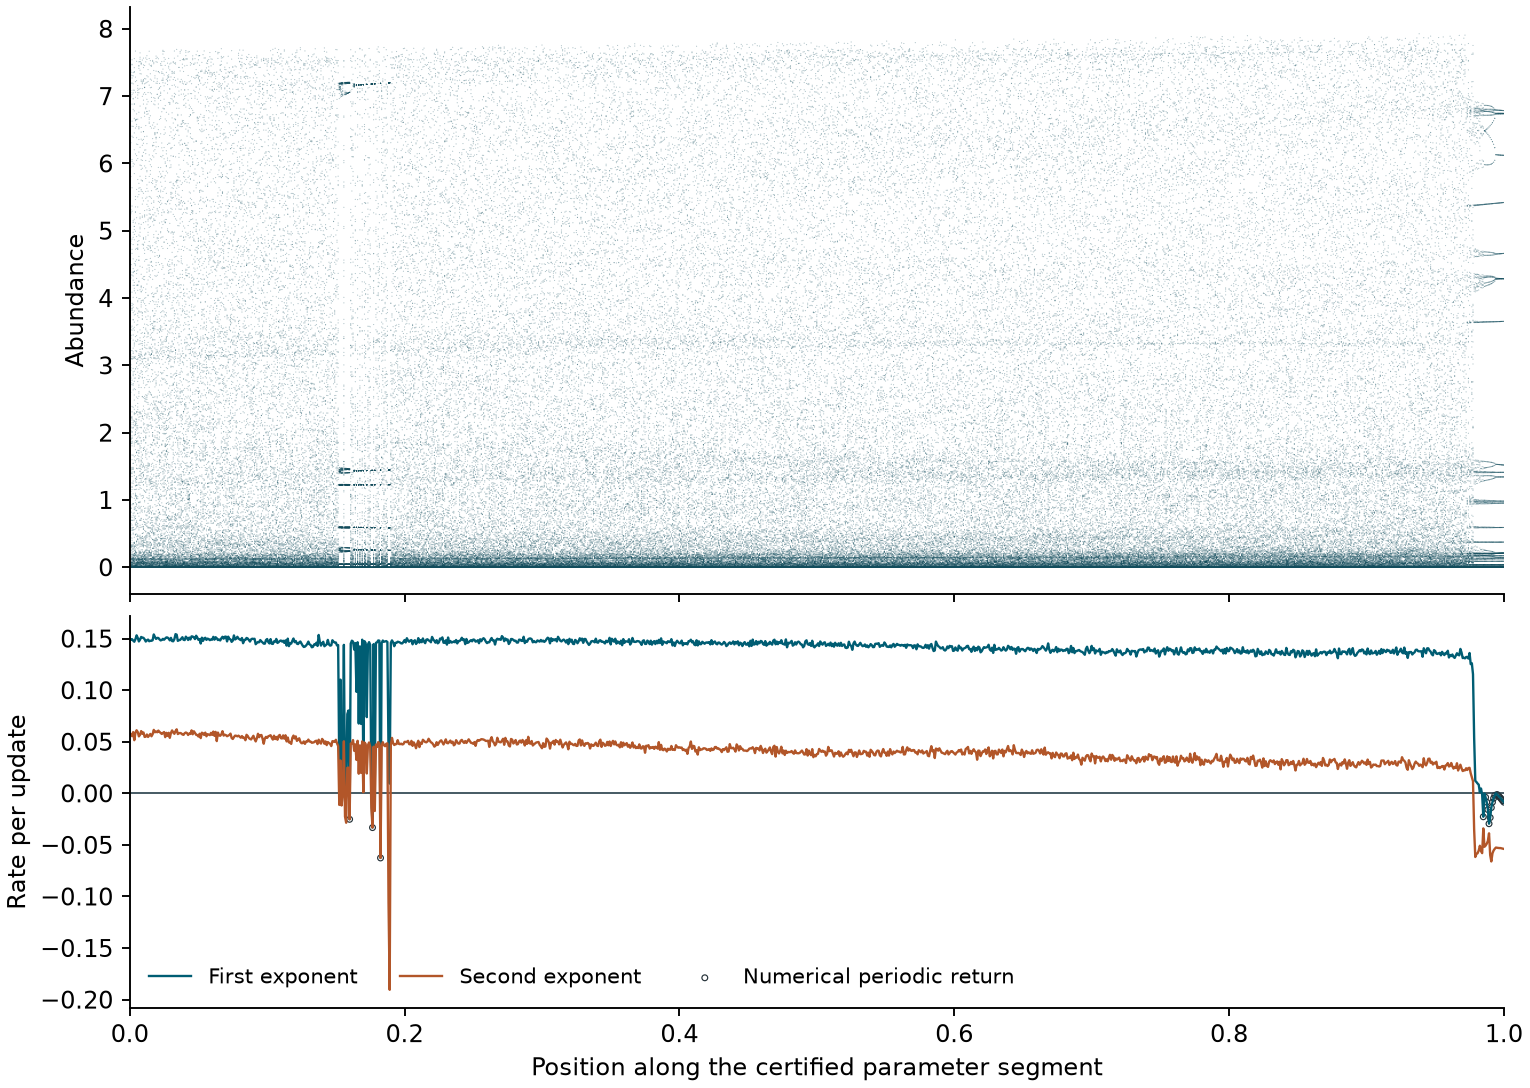 8
7
6
5
4
3
2
1
0
Abundance
0.15
0.10
0.05
0.00
−0.05
−0.10
−0.15
−0.20
Rate per update
First exponent
Second exponent
Numerical periodic return
0.0 0.2 0.4 0.6 0.8 1.0
Position along the certified parameter segment